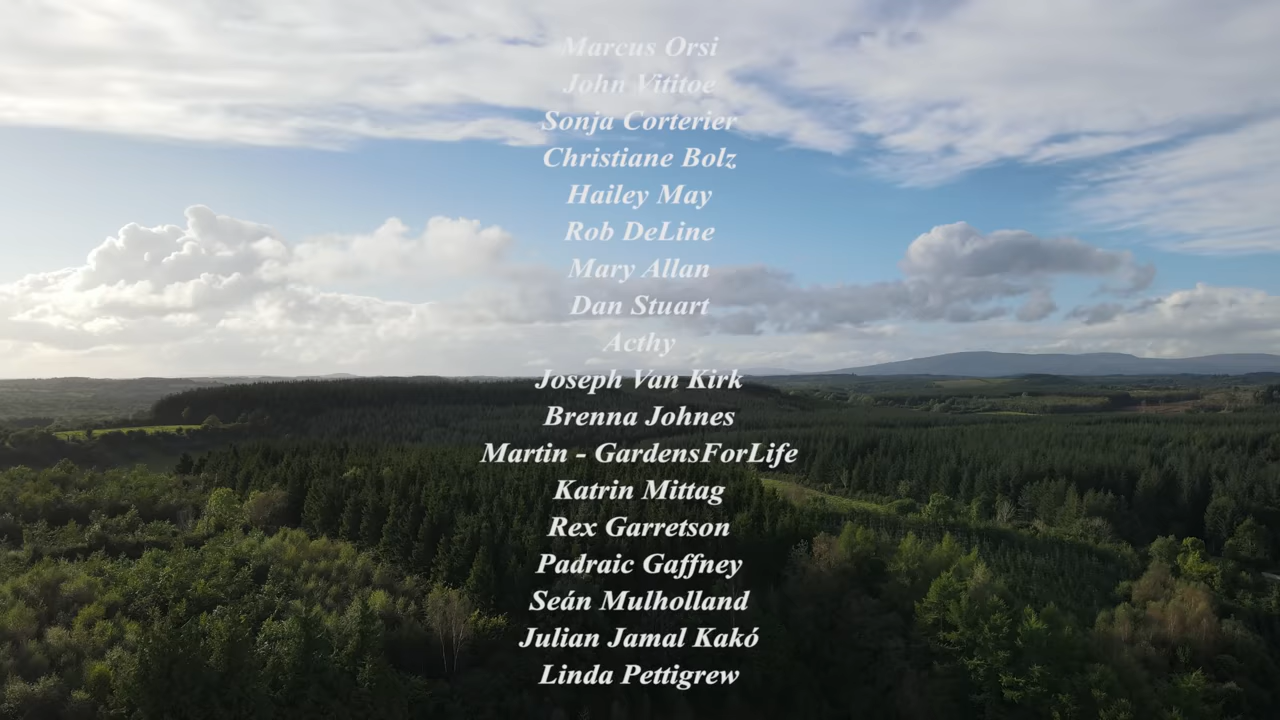 Marcus Orsi
John Vititoe
Sonja Corterier
Christiane Bolz
Hailey May
Rob DeLine
Mary Allan
Dan Stuart
Acthy
Joseph Van Kirk
Brenna Johnes
Martin - GardensForLife
Katrin Mittag
Rex Garretson
Padraic Gaffney
Seán Mulholland
Julian Jamal Kakó
Linda Pettigrew